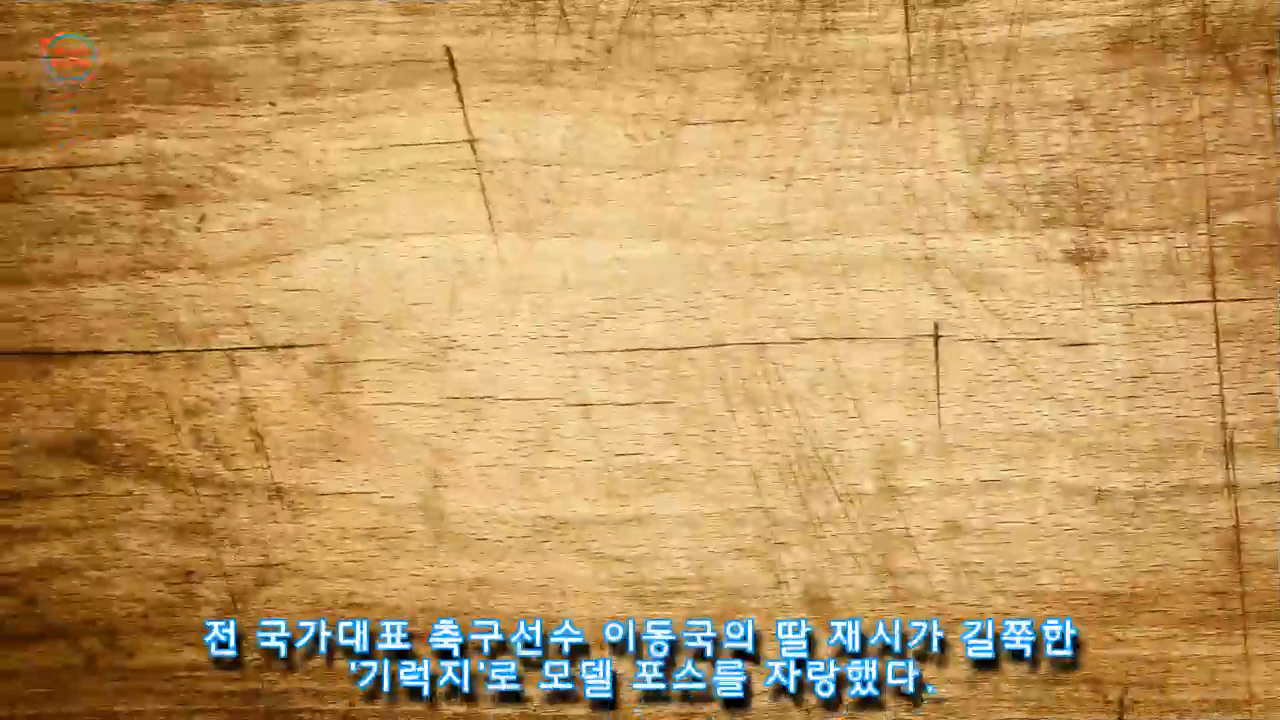 전 국가대표 축구선수 이동국의 딸 재시가 길쭉한
'기럭지'로 모델 포스를 자랑했다.